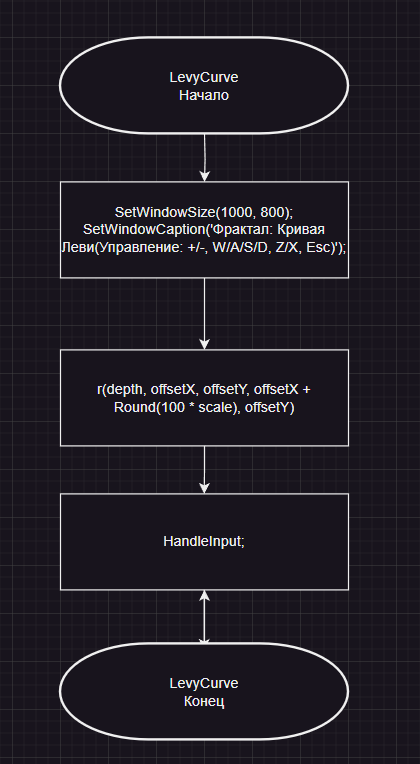 LevyCurve
Начало
SetWindowSize(1000, 800);
SetWindowCaption('Фрактал: Кривая
Леви(Управление: +/-, W/A/S/D, Z/X, Esc)');
r(depth, offsetX, offsetY, offsetX +
Round(100 * scale), offsetY)
HandleInput;
LevyCurve
Конец